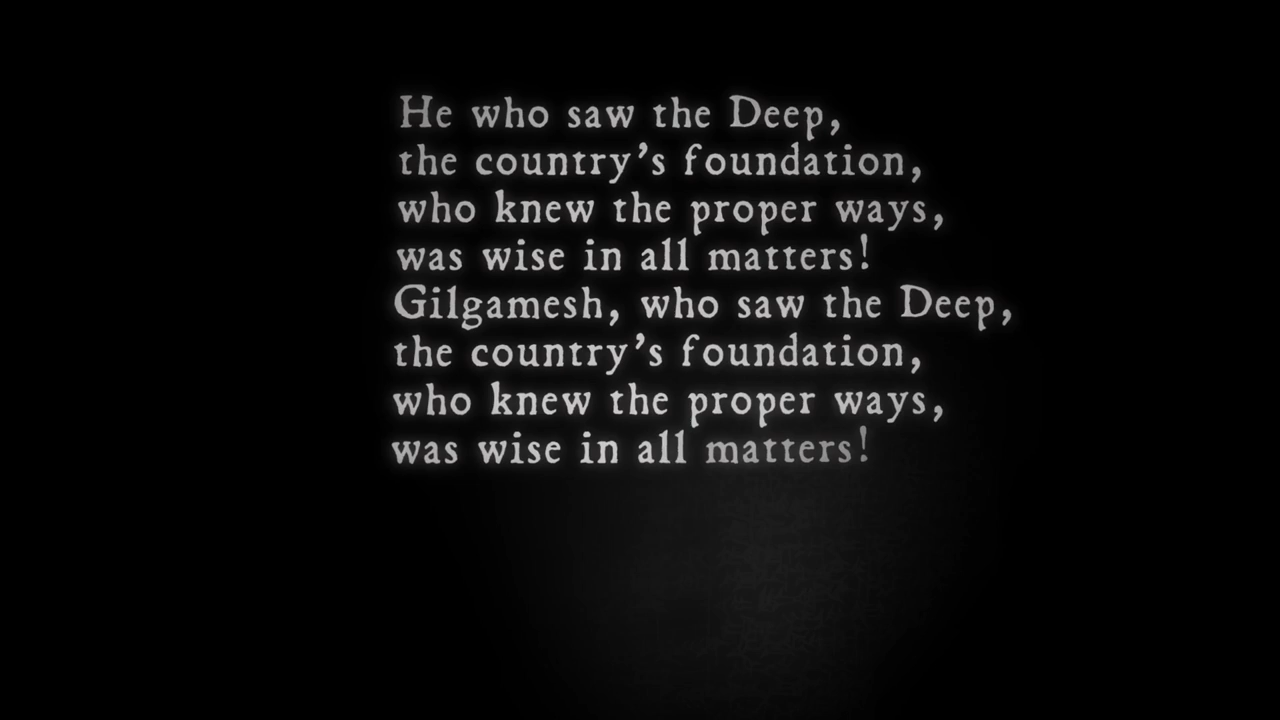 He who saw the Deep,
the country's foundation,
who knew the proper ways,
was wise in all matters!
Gilgamesh, who saw the Deep,
the country's foundation,
who knew the proper ways,
was wise in all matters!